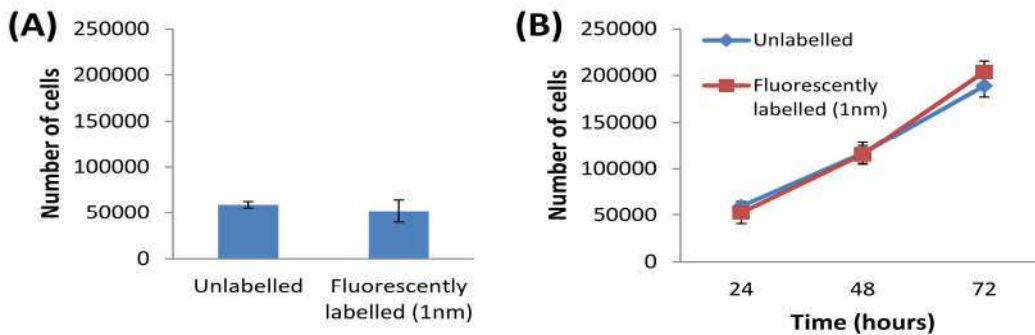 (A)
Number of cells
250000
200000
150000
100000
50000
0
Unlabelled
Fluorescently
labelled (1nm)
(B)
Number of cells
250000
200000
150000
100000
50000
0
Unlabelled
Fluorescently
labelled (1nm)
24 48 72
Time (hours)